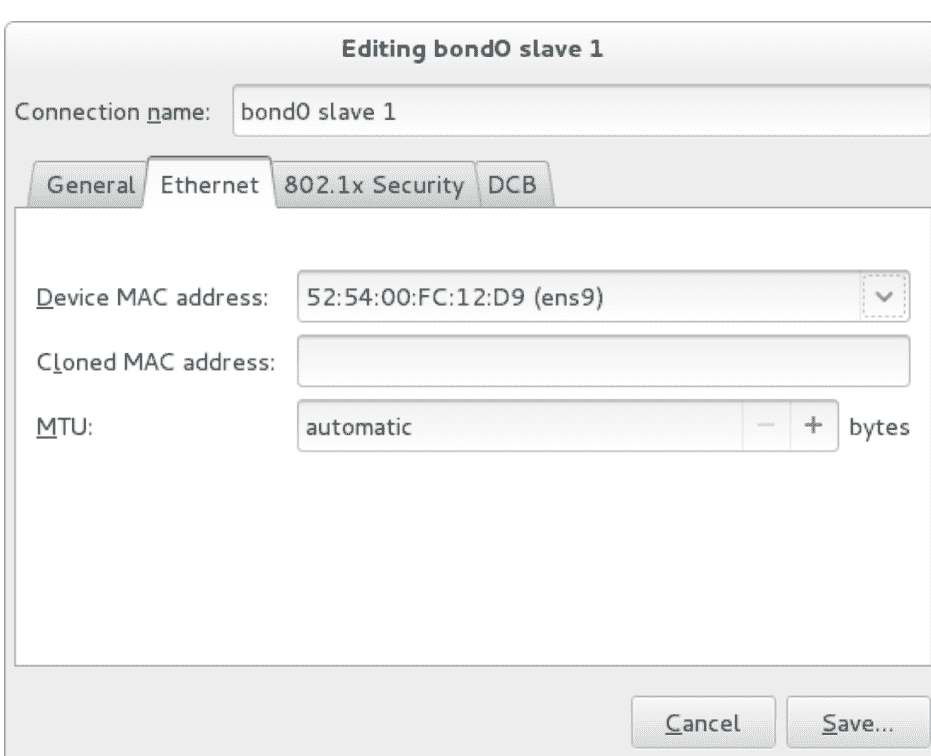 Editing bond0 slave 1
Connection name: bond0 slave 1
General Ethernet 802.1x Security DCB
Device MAC address: 52:54:00:FC:12:D9 (ens9)
Cloned MAC address:
MTU: automatic − + bytes
Cancel Save...